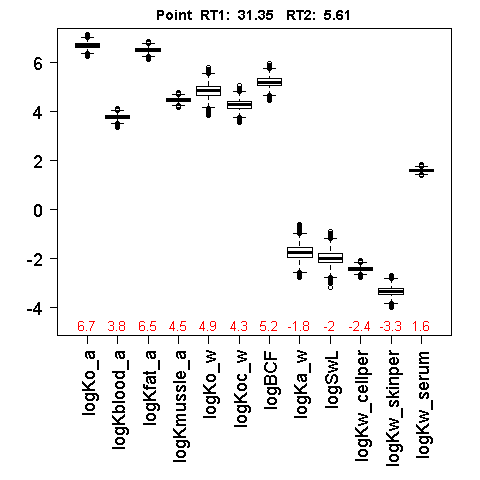 Point RT1: 31.35 RT2: 5.61
6
4
2
0
-2
-4
6.7 3.8 6.5 4.5 4.9 4.3 5.2 -1.8 -2 -2.4 -3.3 1.6
logKo_a
logKblood_a
logKfat_a
logKmussle_a
logKo_w
logKoc_w
logBCF
logKa_w
logSwL
logKw_cellper
logKw_skinper
logKw_serum